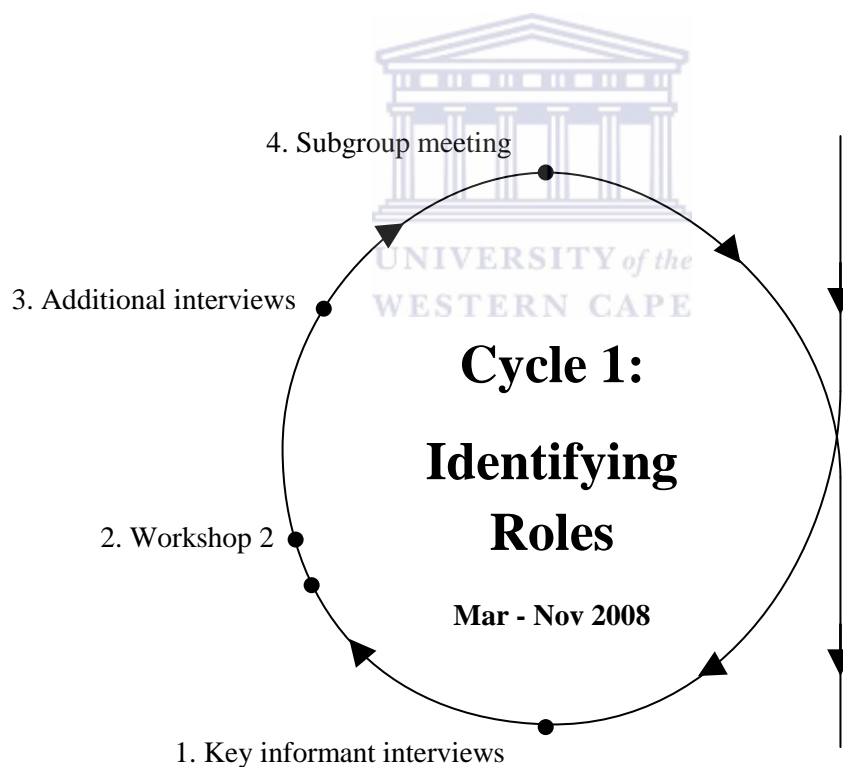 4. Subgroup meeting
UNIVERSITY of the
WESTERN CAPE
3. Additional interviews
Cycle 1:
Identifying
Roles
2. Workshop 2
Mar - Nov 2008
1. Key informant interviews